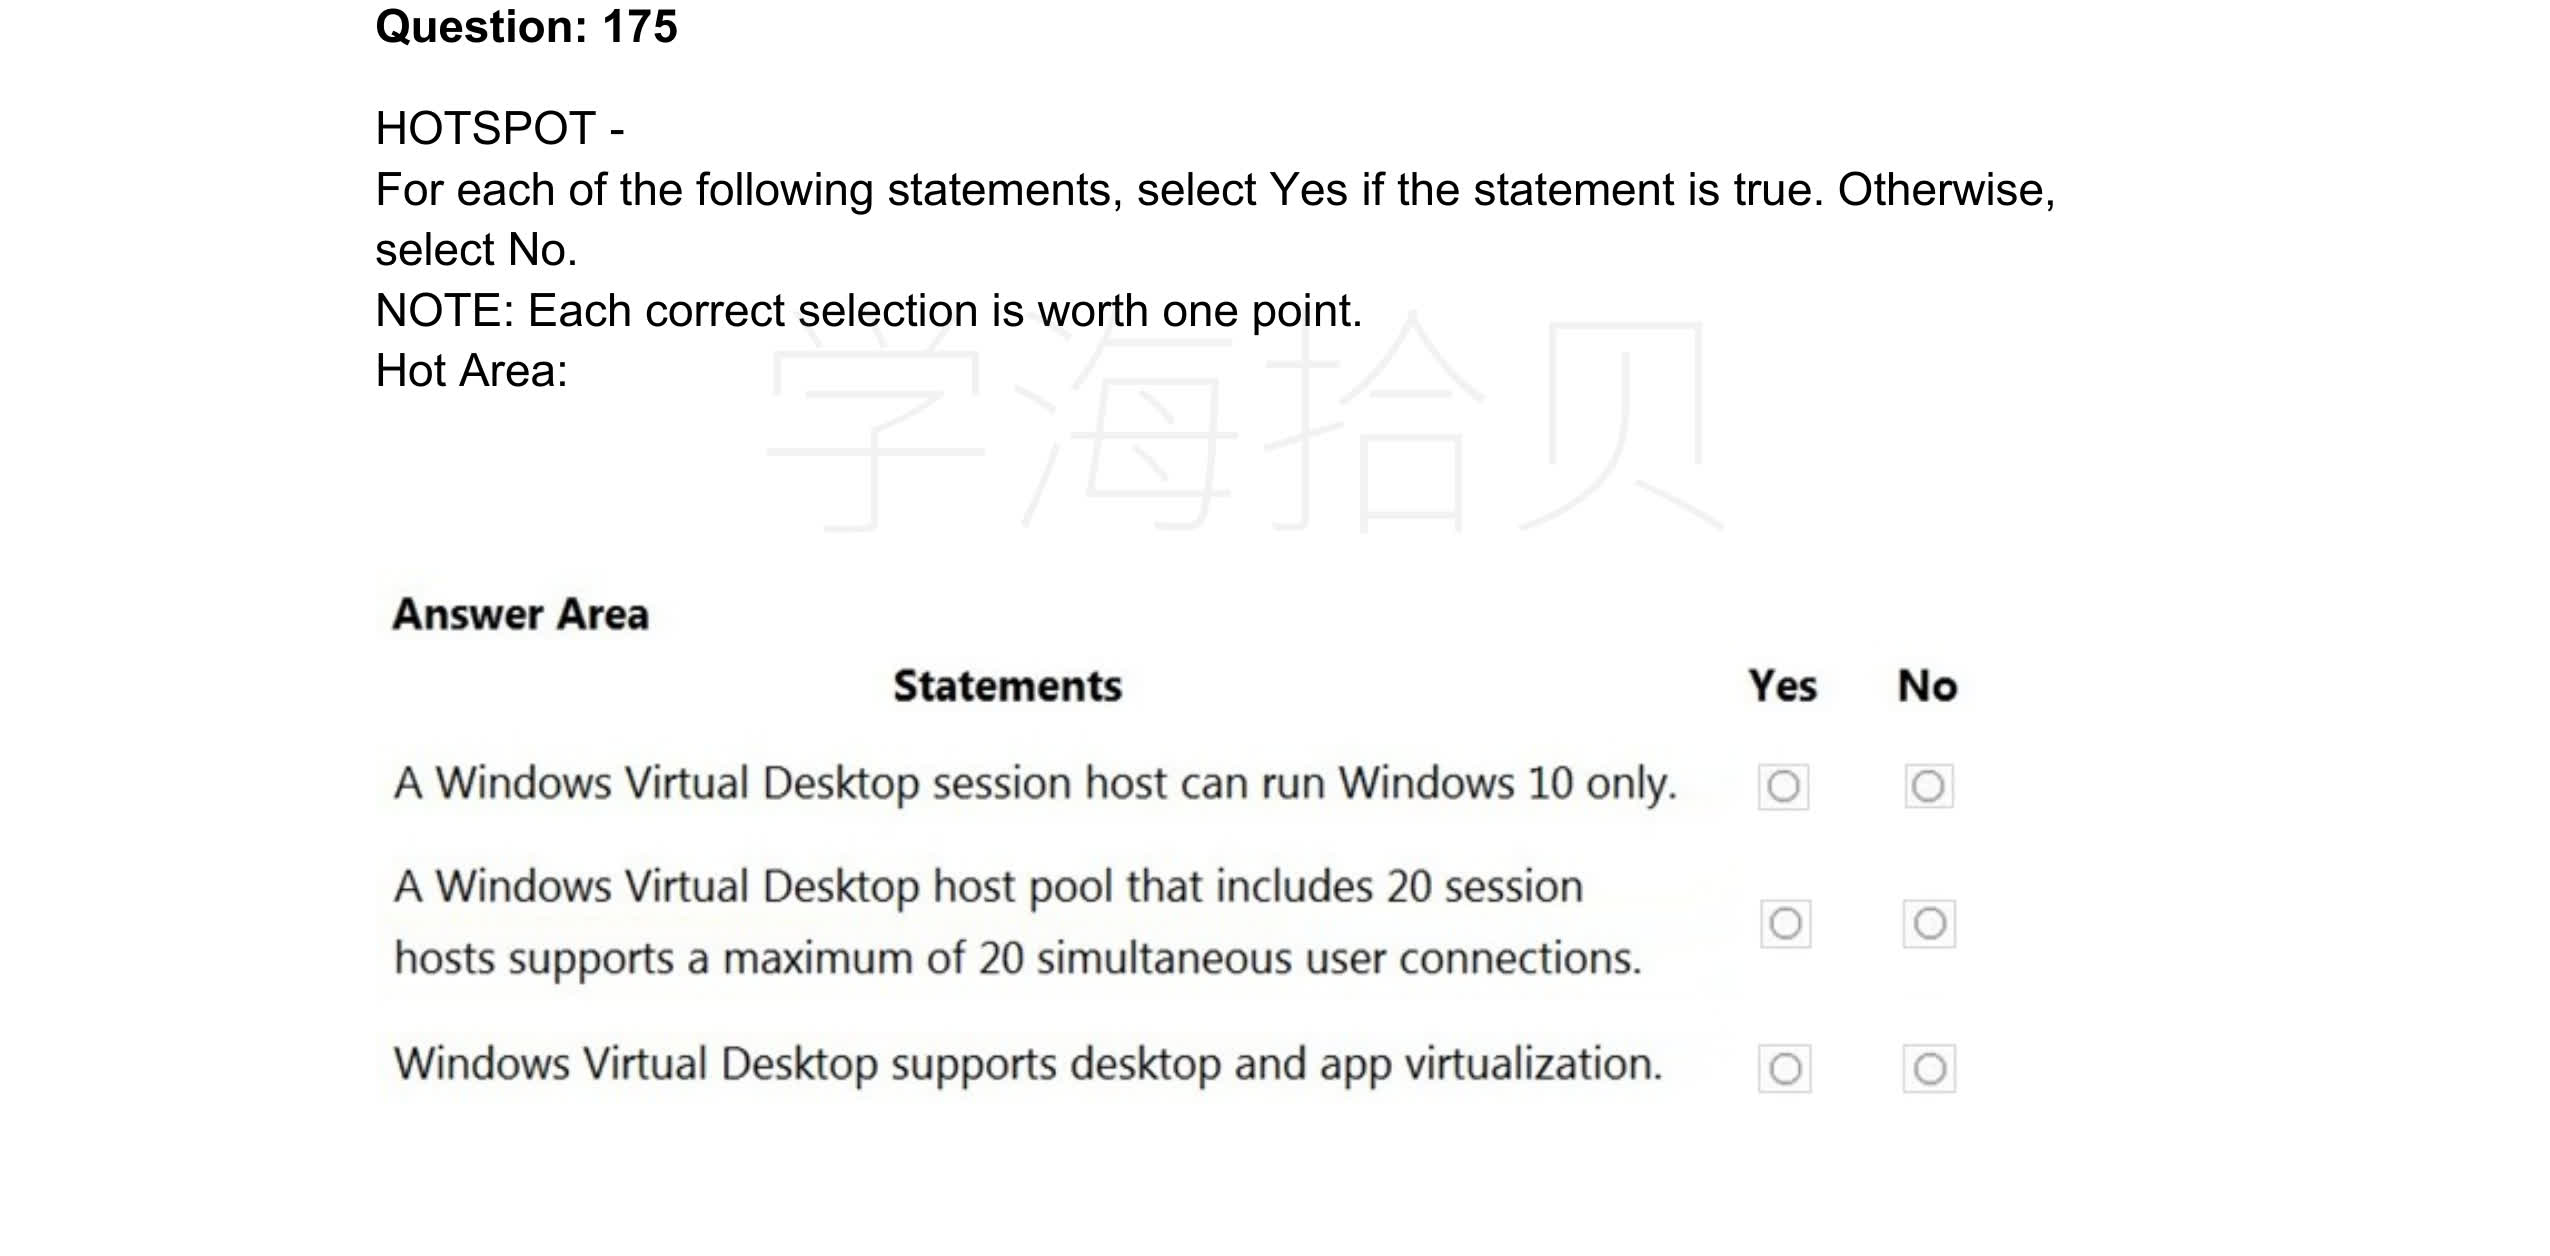 Question: 175
HOTSPOT -
For each of the following statements, select Yes if the statement is true. Otherwise,
select No.
NOTE: Each correct selection is worth one point.
Hot Area:
学海拾贝
Answer Area
Statements Yes No
A Windows Virtual Desktop session host can run Windows 10 only.
A Windows Virtual Desktop host pool that includes 20 session
hosts supports a maximum of 20 simultaneous user connections.
Windows Virtual Desktop supports desktop and app virtualization.